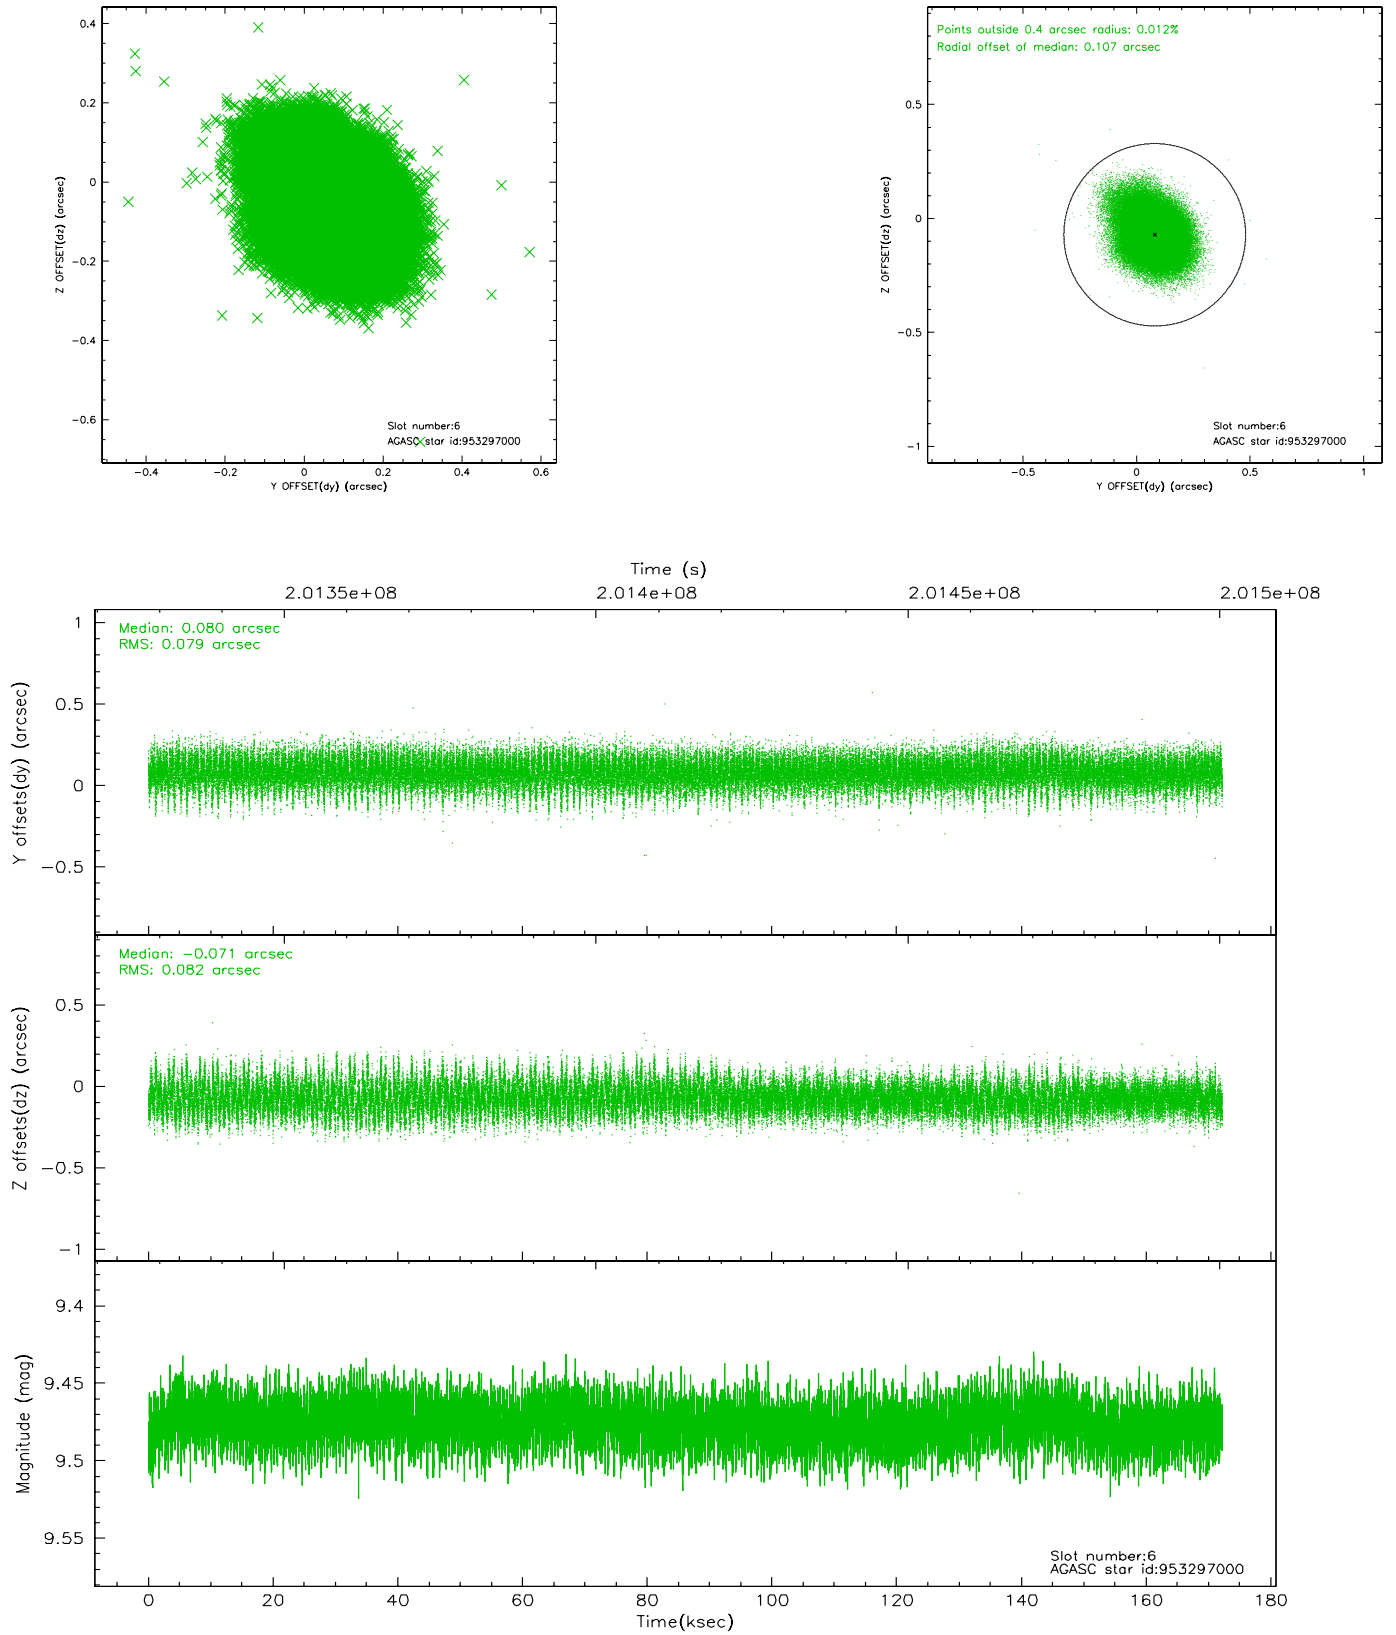 0.4
0.2
0
−0.2
−0.4
−0.6
Z OFFSET(dz) (arcsec)
−0.4 −0.2 0 0.2 0.4 0.6
Y OFFSET(dy) (arcsec)
Slot number:6
AGASC star id:953297000
Points outside 0.4 arcsec radius: 0.012%
Radial offset of median: 0.107 arcsec
0.5
0
−0.5
−1
Z OFFSET(dz) (arcsec)
−0.5 0 0.5 1
Y OFFSET(dy) (arcsec)
Slot number:6
AGASC star id:953297000
Time (s)
2.0135e+08 2.014e+08 2.0145e+08 2.015e+08
Median: 0.080 arcsec
RMS: 0.079 arcsec
1
0.5
0
−0.5
Y offsets(dy) (arcsec)
Median: −0.071 arcsec
RMS: 0.082 arcsec
0.5
0
−0.5
−1
Z offsets(dz) (arcsec)
9.4
9.45
9.5
9.55
Magnitude (mag)
Slot number:6
AGASC star id:953297000
0 20 40 60 80 100 120 140 160 180
Time(ksec)